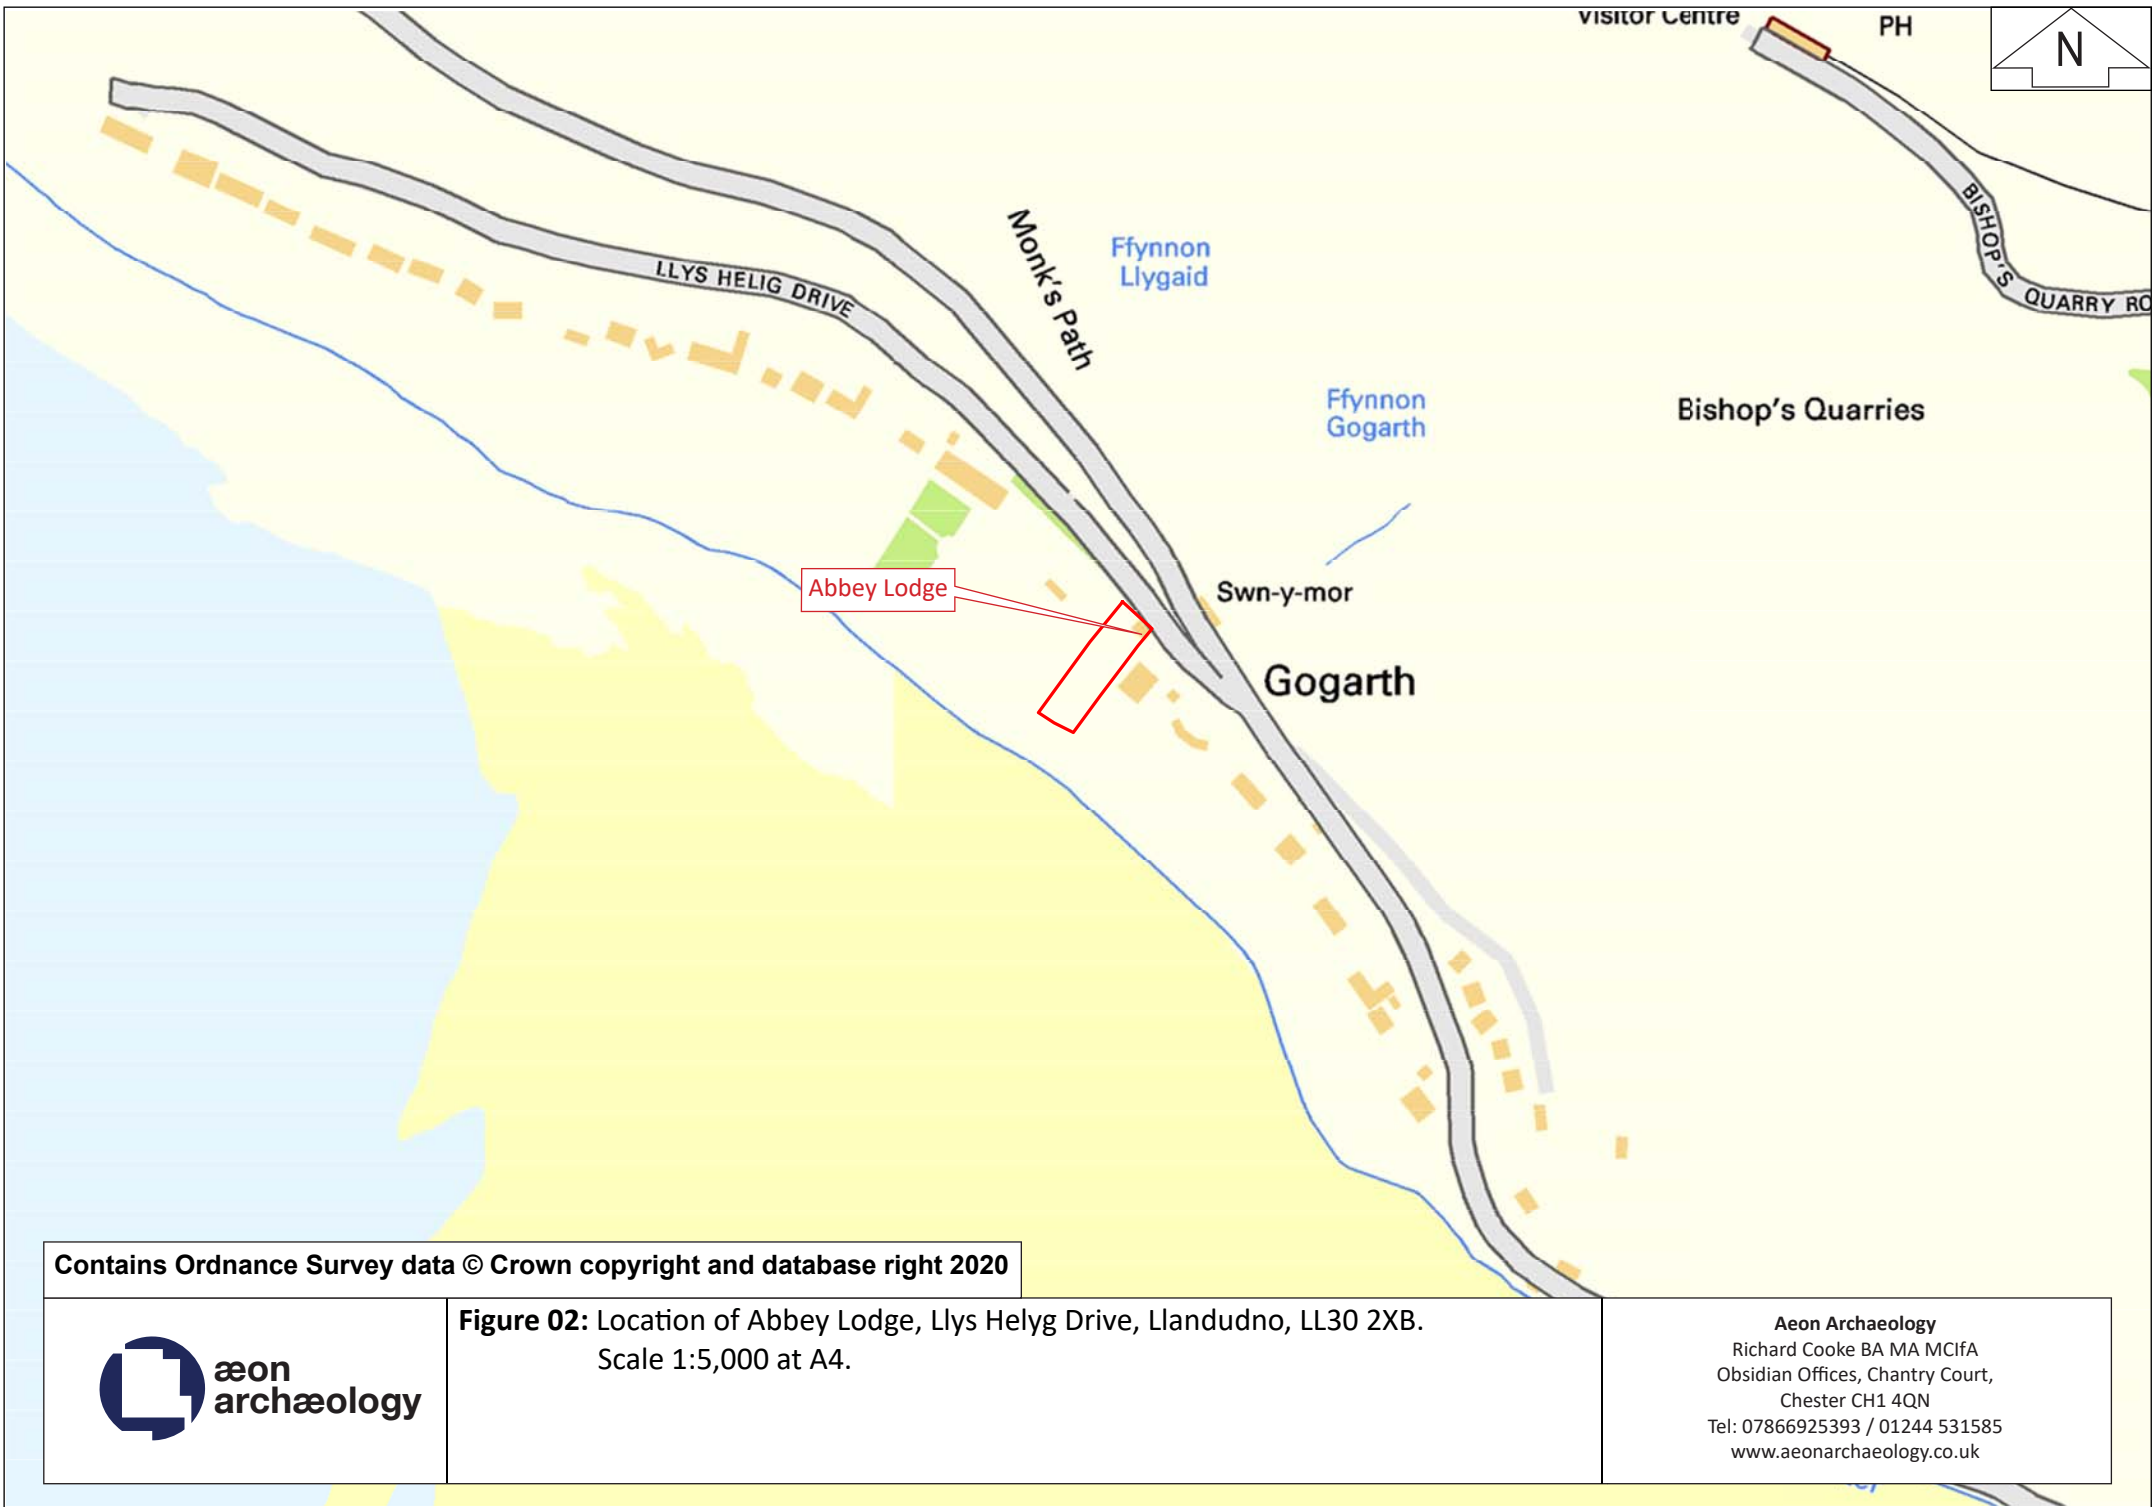 Visitor Centre
PH
N
BISHOP'S QUARRY RO
Monk's Path
Ffynnon
Llygaid
LLYS HELIG DRIVE
Ffynnon
Gogarth
Bishop's Quarries
Abbey Lodge
Swn-y-mor
Gogarth
Contains Ordnance Survey data © Crown copyright and database right 2020
æon
archæology
Figure 02: Location of Abbey Lodge, Llys Helyg Drive, Llandudno, LL30 2XB.
Scale 1:5,000 at A4.
Aeon Archaeology
Richard Cooke BA MA MCIfA
Obsidian Offices, Chantry Court,
Chester CH1 4QN
Tel: 07866925393 / 01244 531585
www.aeonarchaeology.co.uk